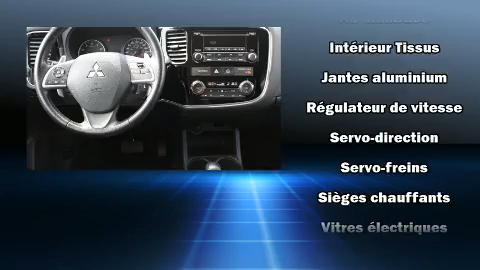 Intérieur Tissus
Jantes aluminium
Régulateur de vitesse
Servo-direction
Servo-freins
Sièges chauffants
Vitres électriques